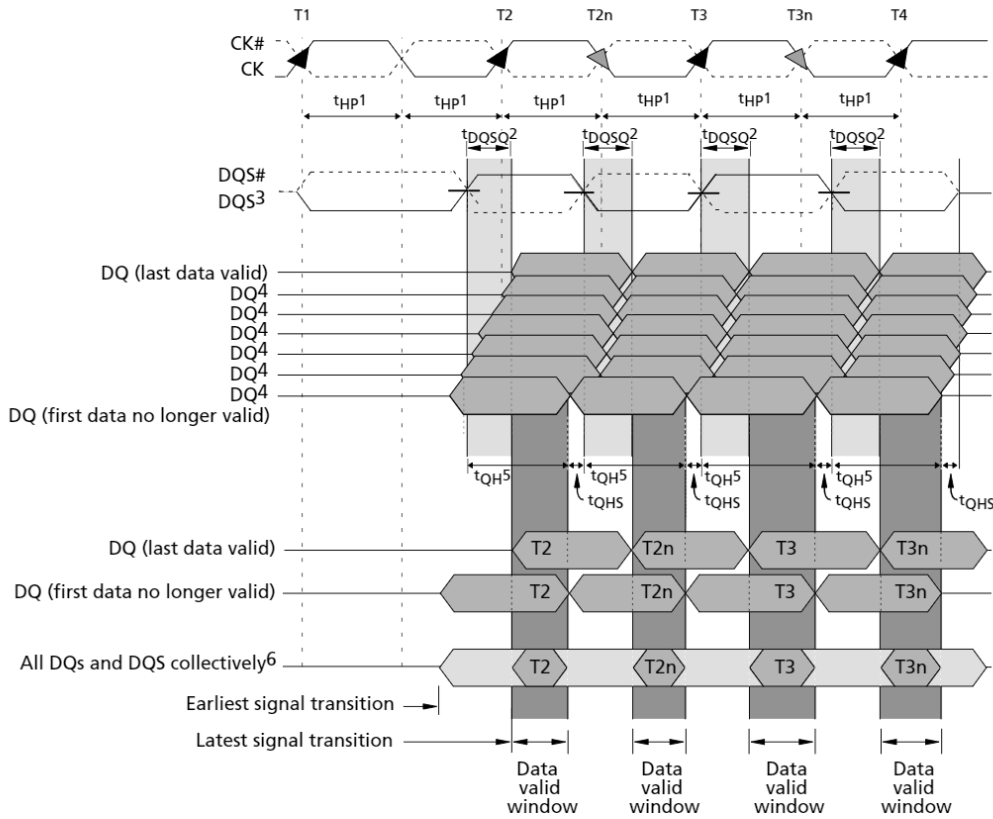 T1 T2 T2n T3 T3n T4
CK#
CK
tHP1 tHP1 tHP1 tHP1 tHP1 tHP1
tDQSQ2 tDQSQ2 tDQSQ2 tDQSQ2
DQS#
DQS3
DQ (last data valid)
DQ4
DQ4
DQ4
DQ4
DQ4
DQ4
DQ (first data no longer valid)
tQH5 tQH5 tQH5 tQH5
tQHS tQHS tQHS tQHS
DQ (last data valid) T2 T2n T3 T3n
DQ (first data no longer valid) T2 T2n T3 T3n
All DQs and DQS collectively6 T2 T2n T3 T3n
Earliest signal transition
Latest signal transition
Data valid window
Data valid window
Data valid window
Data valid window